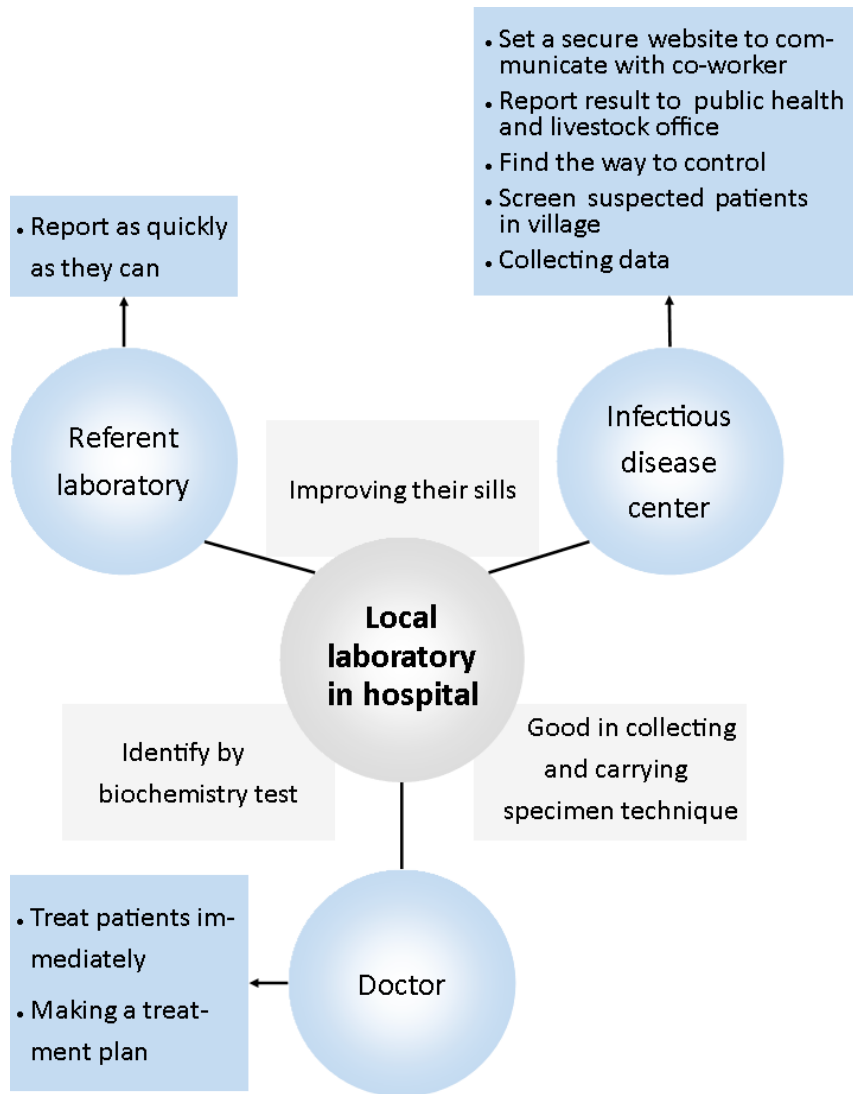 • Set a secure website to com-
municate with co-worker
• Report result to public health
and livestock office
• Find the way to control
• Screen suspected patients
in village
• Collecting data
• Report as quickly
as they can
Referent
laboratory
Infectious
disease
center
Improving their sills
Local
laboratory
in hospital
Identify by
biochemistry test
Good in collecting
and carrying
specimen technique
• Treat patients im-
mediately
• Making a treat-
ment plan
Doctor